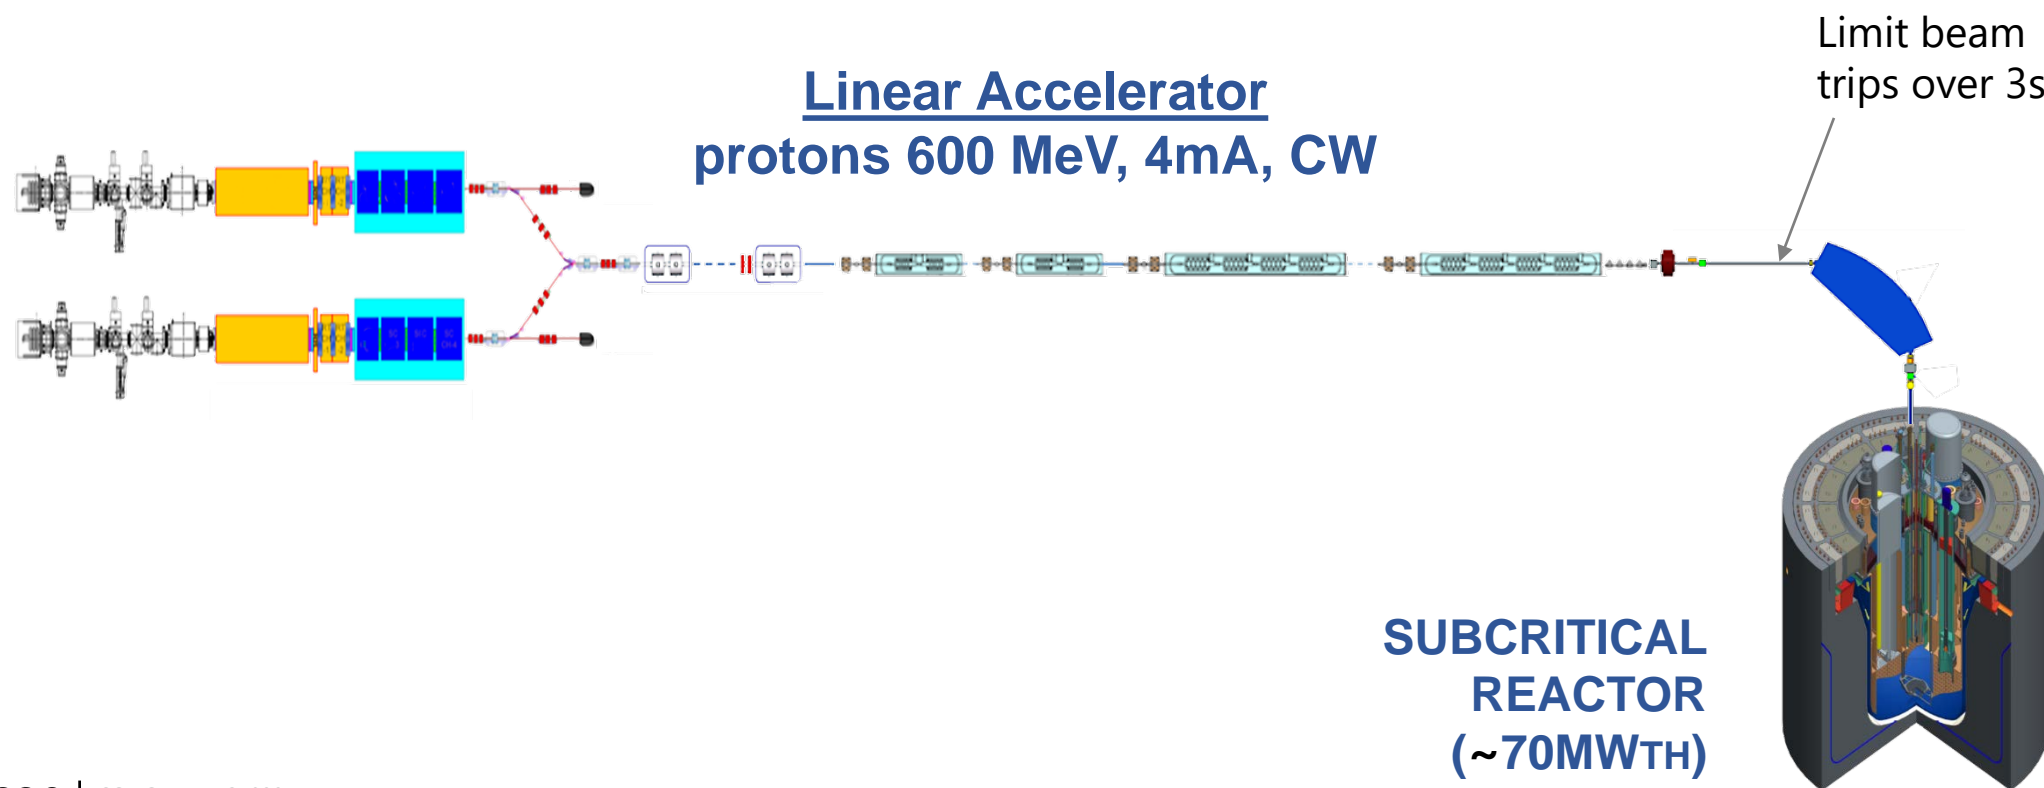 Limit beam
trips over 3s
Linear Accelerator
protons 600 MeV, 4mA, CW
SUBCRITICAL
REACTOR
(~70MWTH)